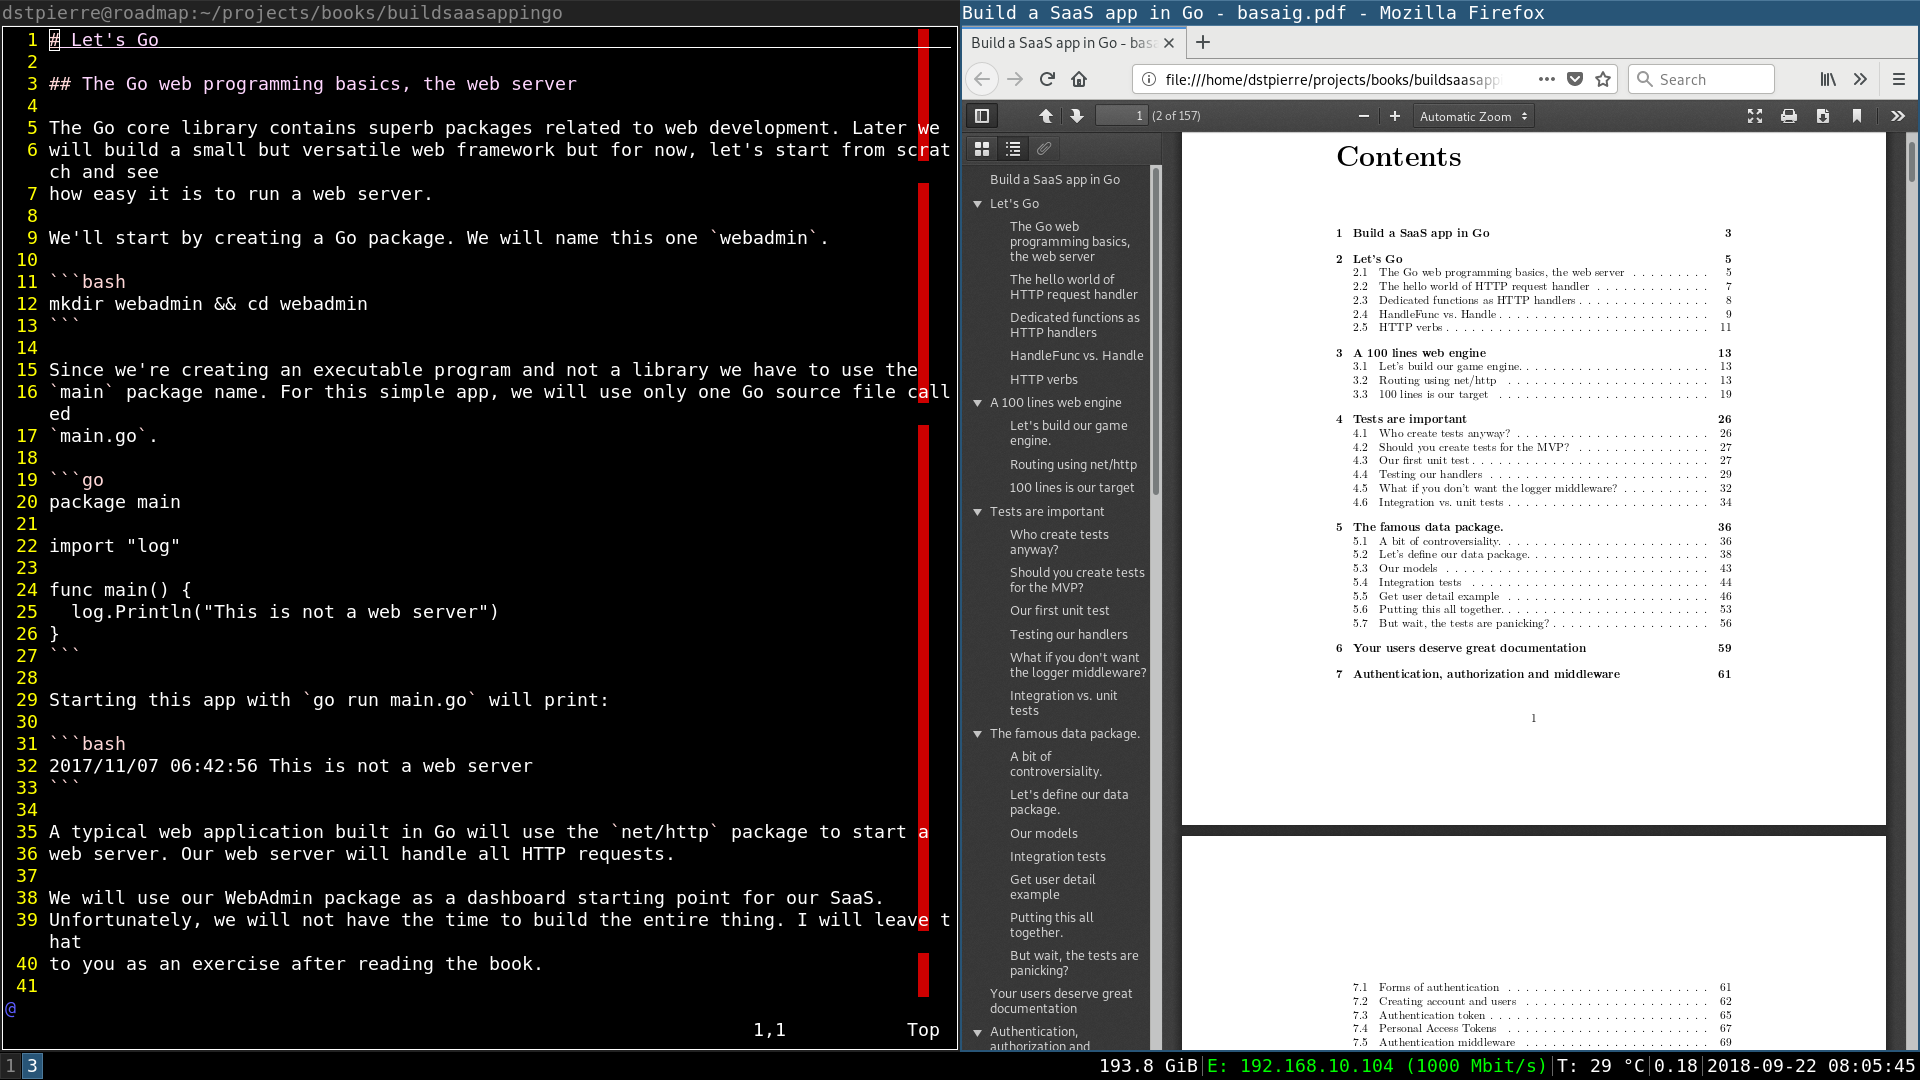 dstpierre@roadmap:~/projects/books/buildsaasappingo
1 # Let's Go
2
3 ## The Go web programming basics, the web server
4
5 The Go core library contains superb packages related to web development. Later we
6 will build a small but versatile web framework but for now, let's start from scrat
ch and see
7 how easy it is to run a web server.
8
9 We'll start by creating a Go package. We will name this one `webadmin`.
10
11 ```bash
12 mkdir webadmin && cd webadmin
13 ```
14
15 Since we're creating an executable program and not a library we have to use the
16 `main` package name. For this simple app, we will use only one Go source file call
ed
17 `main.go`.
18
19 ```go
20 package main
21
22 import "log"
23
24 func main() {
25   log.Println("This is not a web server")
26 }
27 ```
28
29 Starting this app with `go run main.go` will print:
30
31 ```bash
32 2017/11/07 06:42:56 This is not a web server
33 ```
34
35 A typical web application built in Go will use the `net/http` package to start a
36 web server. Our web server will handle all HTTP requests.
37
38 We will use our WebAdmin package as a dashboard starting point for our SaaS.
39 Unfortunately, we will not have the time to build the entire thing. I will leave t
hat
40 to you as an exercise after reading the book.
41
@
1,1 Top
Build a SaaS app in Go - basaig.pdf - Mozilla Firefox
Build a SaaS app in Go - basa
file:///home/dstpierre/projects/books/buildsaasapp
Search
1 (2 of 157)
Automatic Zoom
Build a SaaS app in Go
Let's Go
The Go web
programming basics,
the web server
The hello world of
HTTP request handler
Dedicated functions as
HTTP handlers
HandleFunc vs. Handle
HTTP verbs
A 100 lines web engine
Let's build our game
engine.
Routing using net/http
100 lines is our target
Tests are important
Who create tests
anyway?
Should you create tests
for the MVP?
Our first unit test
Testing our handlers
What if you don't want
the logger middleware?
Integration vs. unit
tests
The famous data package.
A bit of
controversiality.
Let's define our data
package.
Our models
Integration tests
Get user detail
example
Putting this all
together.
But wait, the tests are
panicking?
Your users deserve great
documentation
Authentication,
authorization and
Contents
1 Build a SaaS app in Go 3
2 Let's Go 5
2.1 The Go web programming basics, the web server . . . . . . . . . 5
2.2 The hello world of HTTP request handler . . . . . . . . . . . . . 7
2.3 Dedicated functions as HTTP handlers . . . . . . . . . . . . . . 8
2.4 HandleFunc vs. Handle . . . . . . . . . . . . . . . . . . . . . . . 9
2.5 HTTP verbs . . . . . . . . . . . . . . . . . . . . . . . . . . . . 11
3 A 100 lines web engine 13
3.1 Let's build our game engine. . . . . . . . . . . . . . . . . . . . 13
3.2 Routing using net/http . . . . . . . . . . . . . . . . . . . . . . 13
3.3 100 lines is our target . . . . . . . . . . . . . . . . . . . . . . 19
4 Tests are important 26
4.1 Who create tests anyway? . . . . . . . . . . . . . . . . . . . . . 26
4.2 Should you create tests for the MVP? . . . . . . . . . . . . . . 27
4.3 Our first unit test . . . . . . . . . . . . . . . . . . . . . . . . 27
4.4 Testing our handlers . . . . . . . . . . . . . . . . . . . . . . . 29
4.5 What if you don't want the logger middleware? . . . . . . . . . 32
4.6 Integration vs. unit tests . . . . . . . . . . . . . . . . . . . . . 34
5 The famous data package. 36
5.1 A bit of controversiality. . . . . . . . . . . . . . . . . . . . . . 36
5.2 Let's define our data package. . . . . . . . . . . . . . . . . . . 38
5.3 Our models . . . . . . . . . . . . . . . . . . . . . . . . . . . . 43
5.4 Integration tests . . . . . . . . . . . . . . . . . . . . . . . . . 44
5.5 Get user detail example . . . . . . . . . . . . . . . . . . . . . 46
5.6 Putting this all together. . . . . . . . . . . . . . . . . . . . . . 53
5.7 But wait, the tests are panicking? . . . . . . . . . . . . . . . . . 56
6 Your users deserve great documentation 59
7 Authentication, authorization and middleware 61
1
7.1 Forms of authentication . . . . . . . . . . . . . . . . . . . . . . 61
7.2 Creating account and users . . . . . . . . . . . . . . . . . . . . 62
7.3 Authentication token . . . . . . . . . . . . . . . . . . . . . . . . 65
7.4 Personal Access Tokens . . . . . . . . . . . . . . . . . . . . . . 67
7.5 Authentication middleware . . . . . . . . . . . . . . . . . . . . . 69
1 3
193.8 GiB|E: 192.168.10.104 (1000 Mbit/s)|T: 29 °C|0.18|2018-09-22 08:05:45